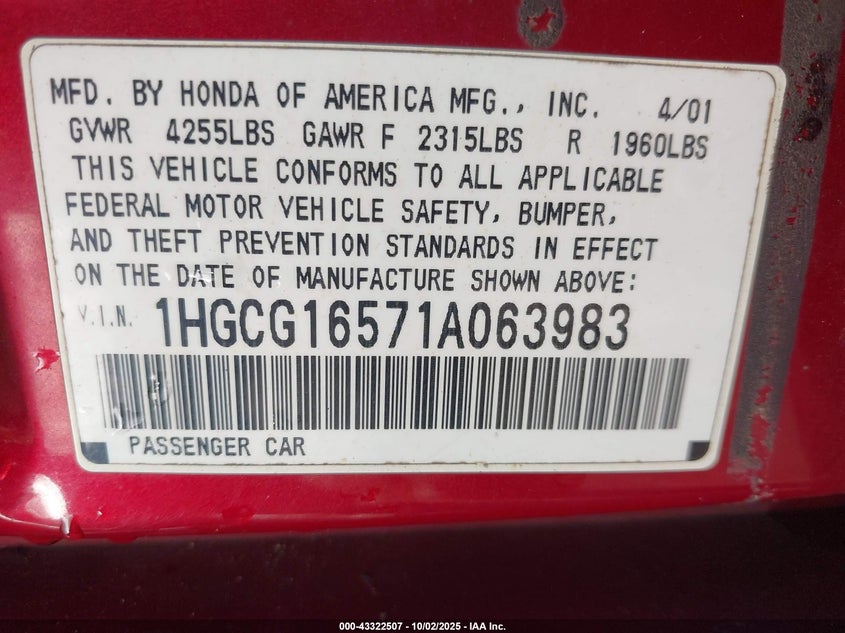 MFD. BY HONDA OF AMERICA MFG., INC. 4/01
GVWR 4255LBS GAWR F 2315LBS R 1960LBS
THIS VEHICLE CONFORMS TO ALL APPLICABLE
FEDERAL MOTOR VEHICLE SAFETY, BUMPER,
AND THEFT PREVENTION STANDARDS IN EFFECT
ON THE DATE OF MANUFACTURE SHOWN ABOVE:
V.I.N. 1HGCG16571A063983
PASSENGER CAR
000-43322507 - 10/02/2025 - IAA Inc.